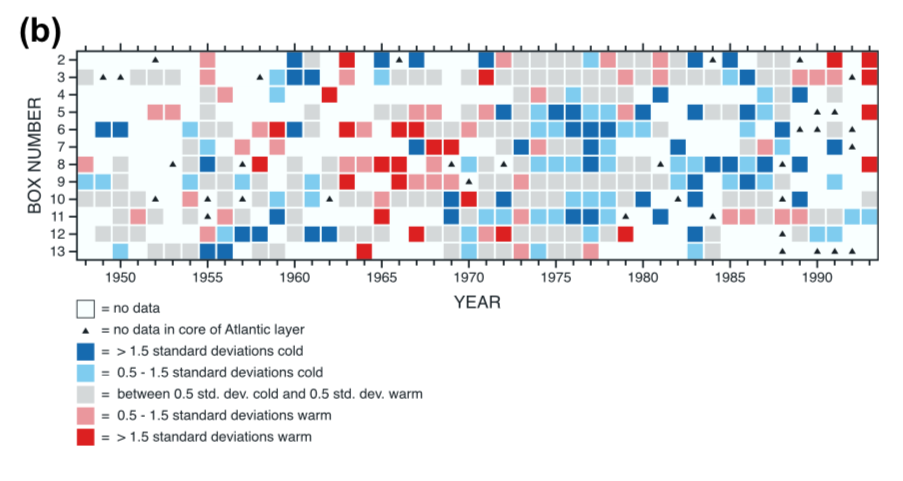 (b)
BOX NUMBER
2
3
4
5
6
7
8
9
10
11
12
13
1950 1955 1960 1965 1970 1975 1980 1985 1990
YEAR
= no data
= no data in core of Atlantic layer
= > 1.5 standard deviations cold
= 0.5 - 1.5 standard deviations cold
= between 0.5 std. dev. cold and 0.5 std. dev. warm
= 0.5 - 1.5 standard deviations warm
= > 1.5 standard deviations warm